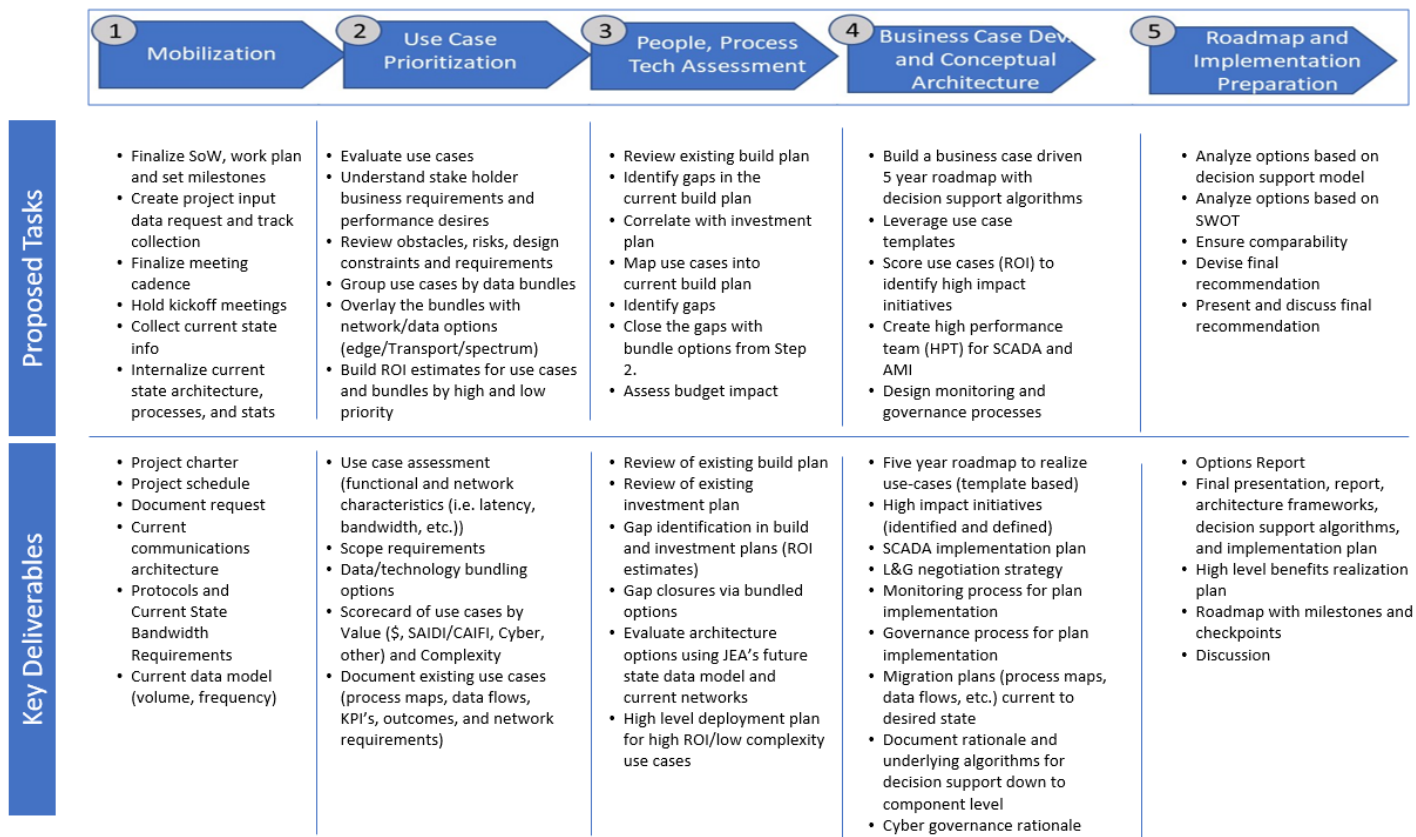 1
Mobilization
2
Use Case
Prioritization
3
People, Process
Tech Assessment
4
Business Case Dev.
and Conceptual
Architecture
5
Roadmap and
Implementation
Preparation
Proposed Tasks
• Finalize SoW, work plan
and set milestones
• Create project input
data request and track
collection
• Finalize meeting
cadence
• Hold kickoff meetings
• Collect current state
info
• Internalize current
state architecture,
processes, and stats
• Evaluate use cases
• Understand stake holder
business requirements and
performance desires
• Review obstacles, risks, design
constraints and requirements
• Group use cases by data bundles
• Overlay the bundles with
network/data options
(edge/Transport/spectrum)
• Build ROI estimates for use cases
and bundles by high and low
priority
• Review existing build plan
• Identify gaps in the
current build plan
• Correlate with investment
plan
• Map use cases into
current build plan
• Identify gaps
• Close the gaps with
bundle options from Step
2.
• Assess budget impact
• Build a business case driven
5 year roadmap with
decision support algorithms
• Leverage use case
templates
• Score use cases (ROI) to
identify high impact
initiatives
• Create high performance
team (HPT) for SCADA and
AMI
• Design monitoring and
governance processes
• Analyze options based on
decision support model
• Analyze options based on
SWOT
• Ensure comparability
• Devise final
recommendation
• Present and discuss final
recommendation
Key Deliverables
• Project charter
• Project schedule
• Document request
• Current
communications
architecture
• Protocols and
Current State
Bandwidth
Requirements
• Current data model
(volume, frequency)
• Use case assessment
(functional and network
characteristics (i.e. latency,
bandwidth, etc.))
• Scope requirements
• Data/technology bundling
options
• Scorecard of use cases by
Value ($, SAIDI/CAIFI, Cyber,
other) and Complexity
• Document existing use cases
(process maps, data flows,
KPI's, outcomes, and network
requirements)
• Review of existing build plan
• Review of existing
investment plan
• Gap identification in build
and investment plans (ROI
estimates)
• Gap closures via bundled
options
• Evaluate architecture
options using JEA's future
state data model and
current networks
• High level deployment plan
for high ROI/low complexity
use cases
• Five year roadmap to realize
use-cases (template based)
• High impact initiatives
(identified and defined)
• SCADA implementation plan
• L&G negotiation strategy
• Monitoring process for plan
implementation
• Governance process for plan
implementation
• Migration plans (process maps,
data flows, etc.) current to
desired state
• Document rationale and
underlying algorithms for
decision support down to
component level
• Cyber governance rationale
• Options Report
• Final presentation, report,
architecture frameworks,
decision support algorithms,
and implementation plan
• High level benefits realization
plan
• Roadmap with milestones and
checkpoints
• Discussion